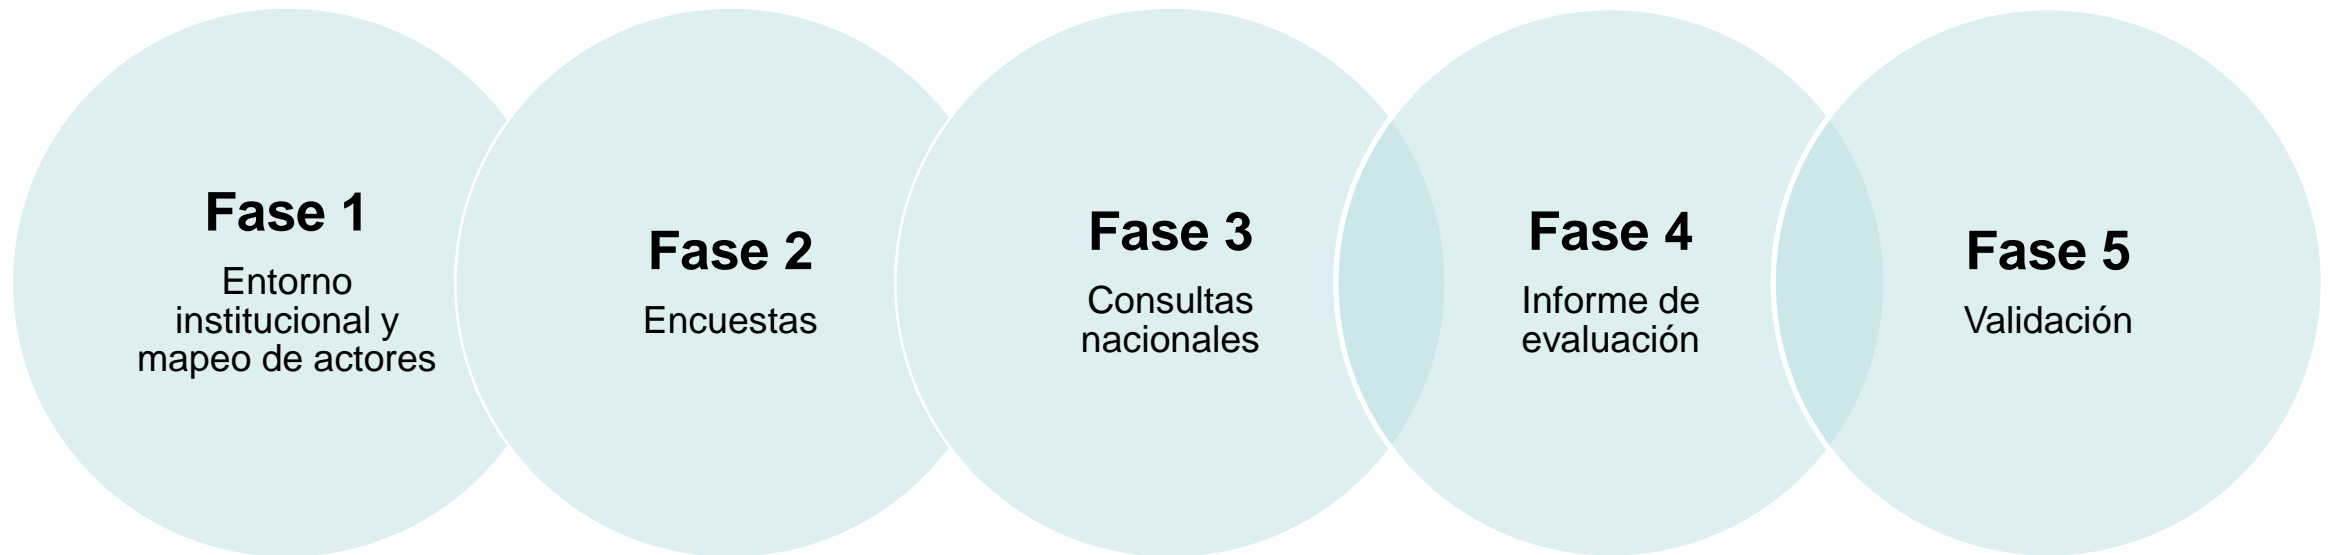 Fase 1
Entorno
institucional y
mapeo de actores
Fase 2
Encuestas
Fase 3
Consultas
nacionales
Fase 4
Informe de
evaluación
Fase 5
Validación